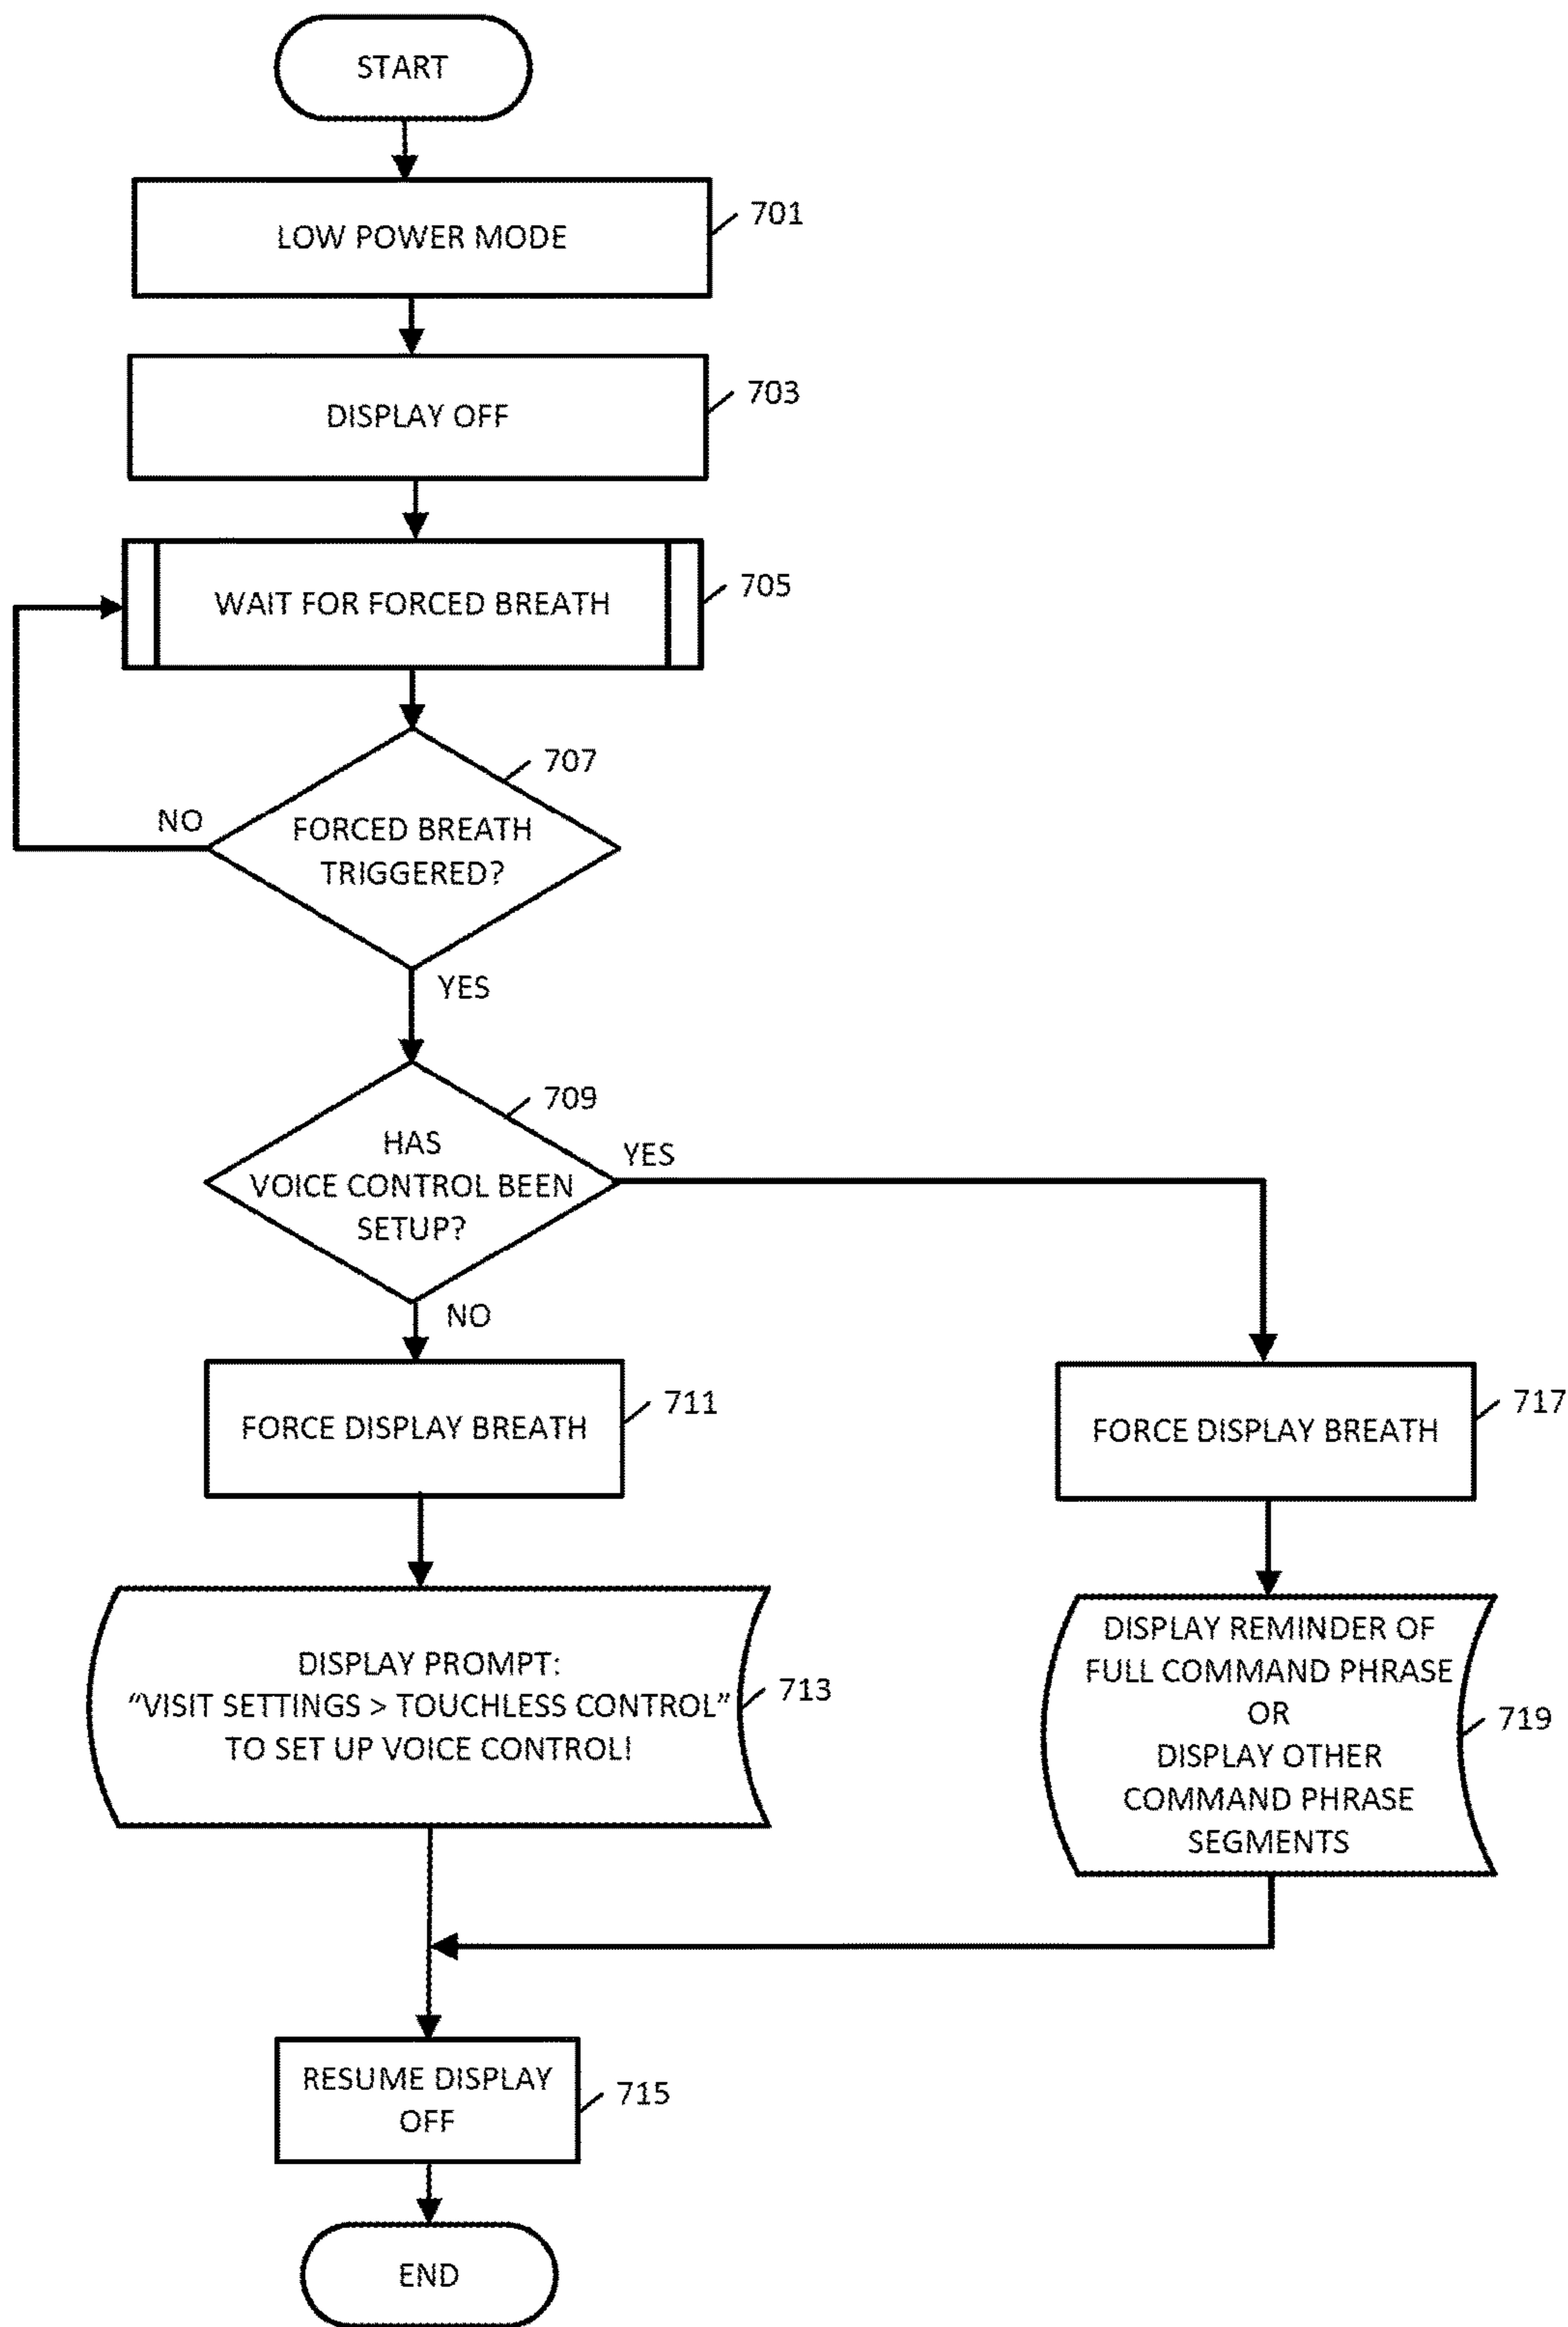 START
LOW POWER MODE
701
DISPLAY OFF
703
WAIT FOR FORCED BREATH
705
707
NO
FORCED BREATH
TRIGGERED?
YES
709
HAS
VOICE CONTROL BEEN
SETUP?
YES
NO
FORCE DISPLAY BREATH
711
FORCE DISPLAY BREATH
717
DISPLAY PROMPT:
“VISIT SETTINGS > TOUCHLESS CONTROL”
TO SET UP VOICE CONTROL!
713
DISPLAY REMINDER OF
FULL COMMAND PHRASE
OR
DISPLAY OTHER
COMMAND PHRASE
SEGMENTS
719
RESUME DISPLAY
OFF
715
END